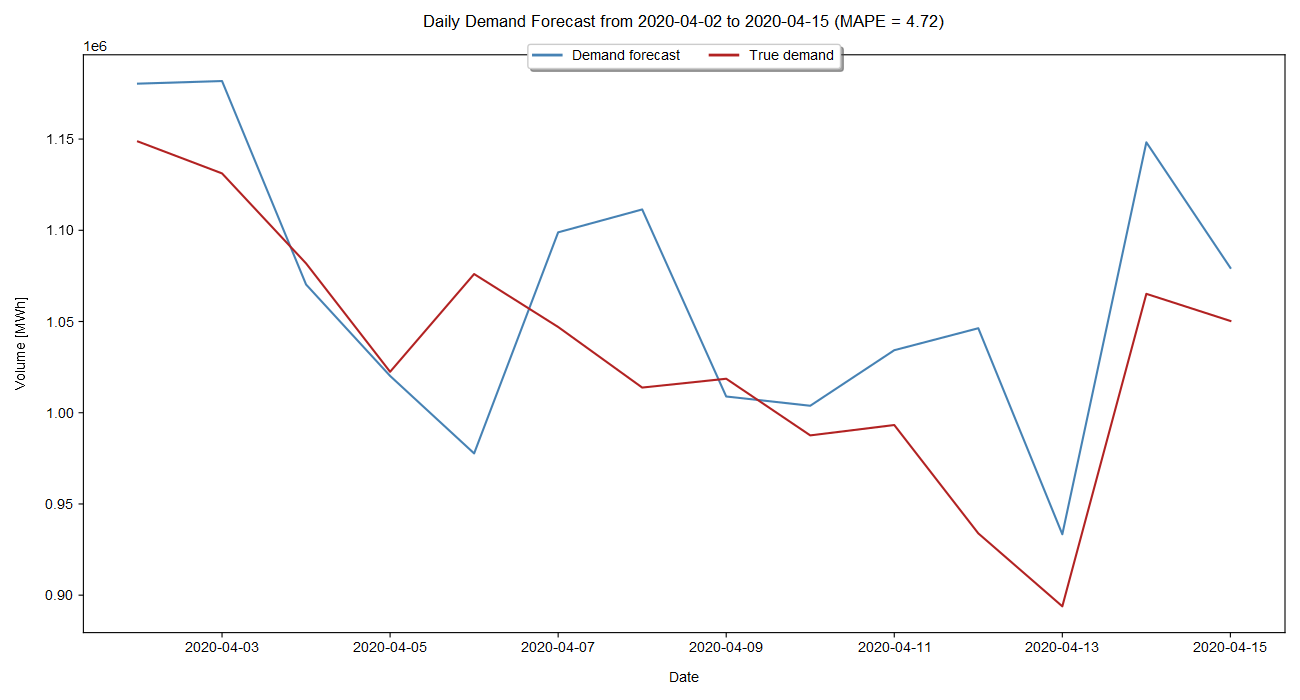 Daily Demand Forecast from 2020-04-02 to 2020-04-15 (MAPE = 4.72)
1e6
Demand forecast
True demand
1.15
1.10
1.05
1.00
0.95
0.90
Volume [MWh]
2020-04-03
2020-04-05
2020-04-07
2020-04-09
2020-04-11
2020-04-13
2020-04-15
Date